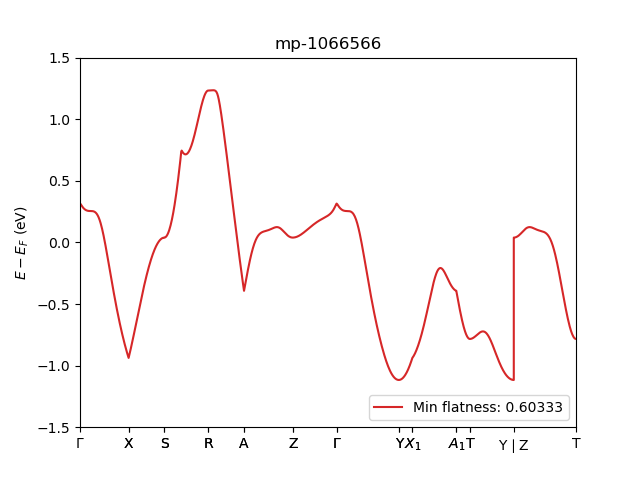 mp-1066566
E − E_F (eV)
1.5
1.0
0.5
0.0
−0.5
−1.0
−1.5
Min flatness: 0.60333
Γ X S R A Z Γ Y X₁ A₁ T Y | Z T